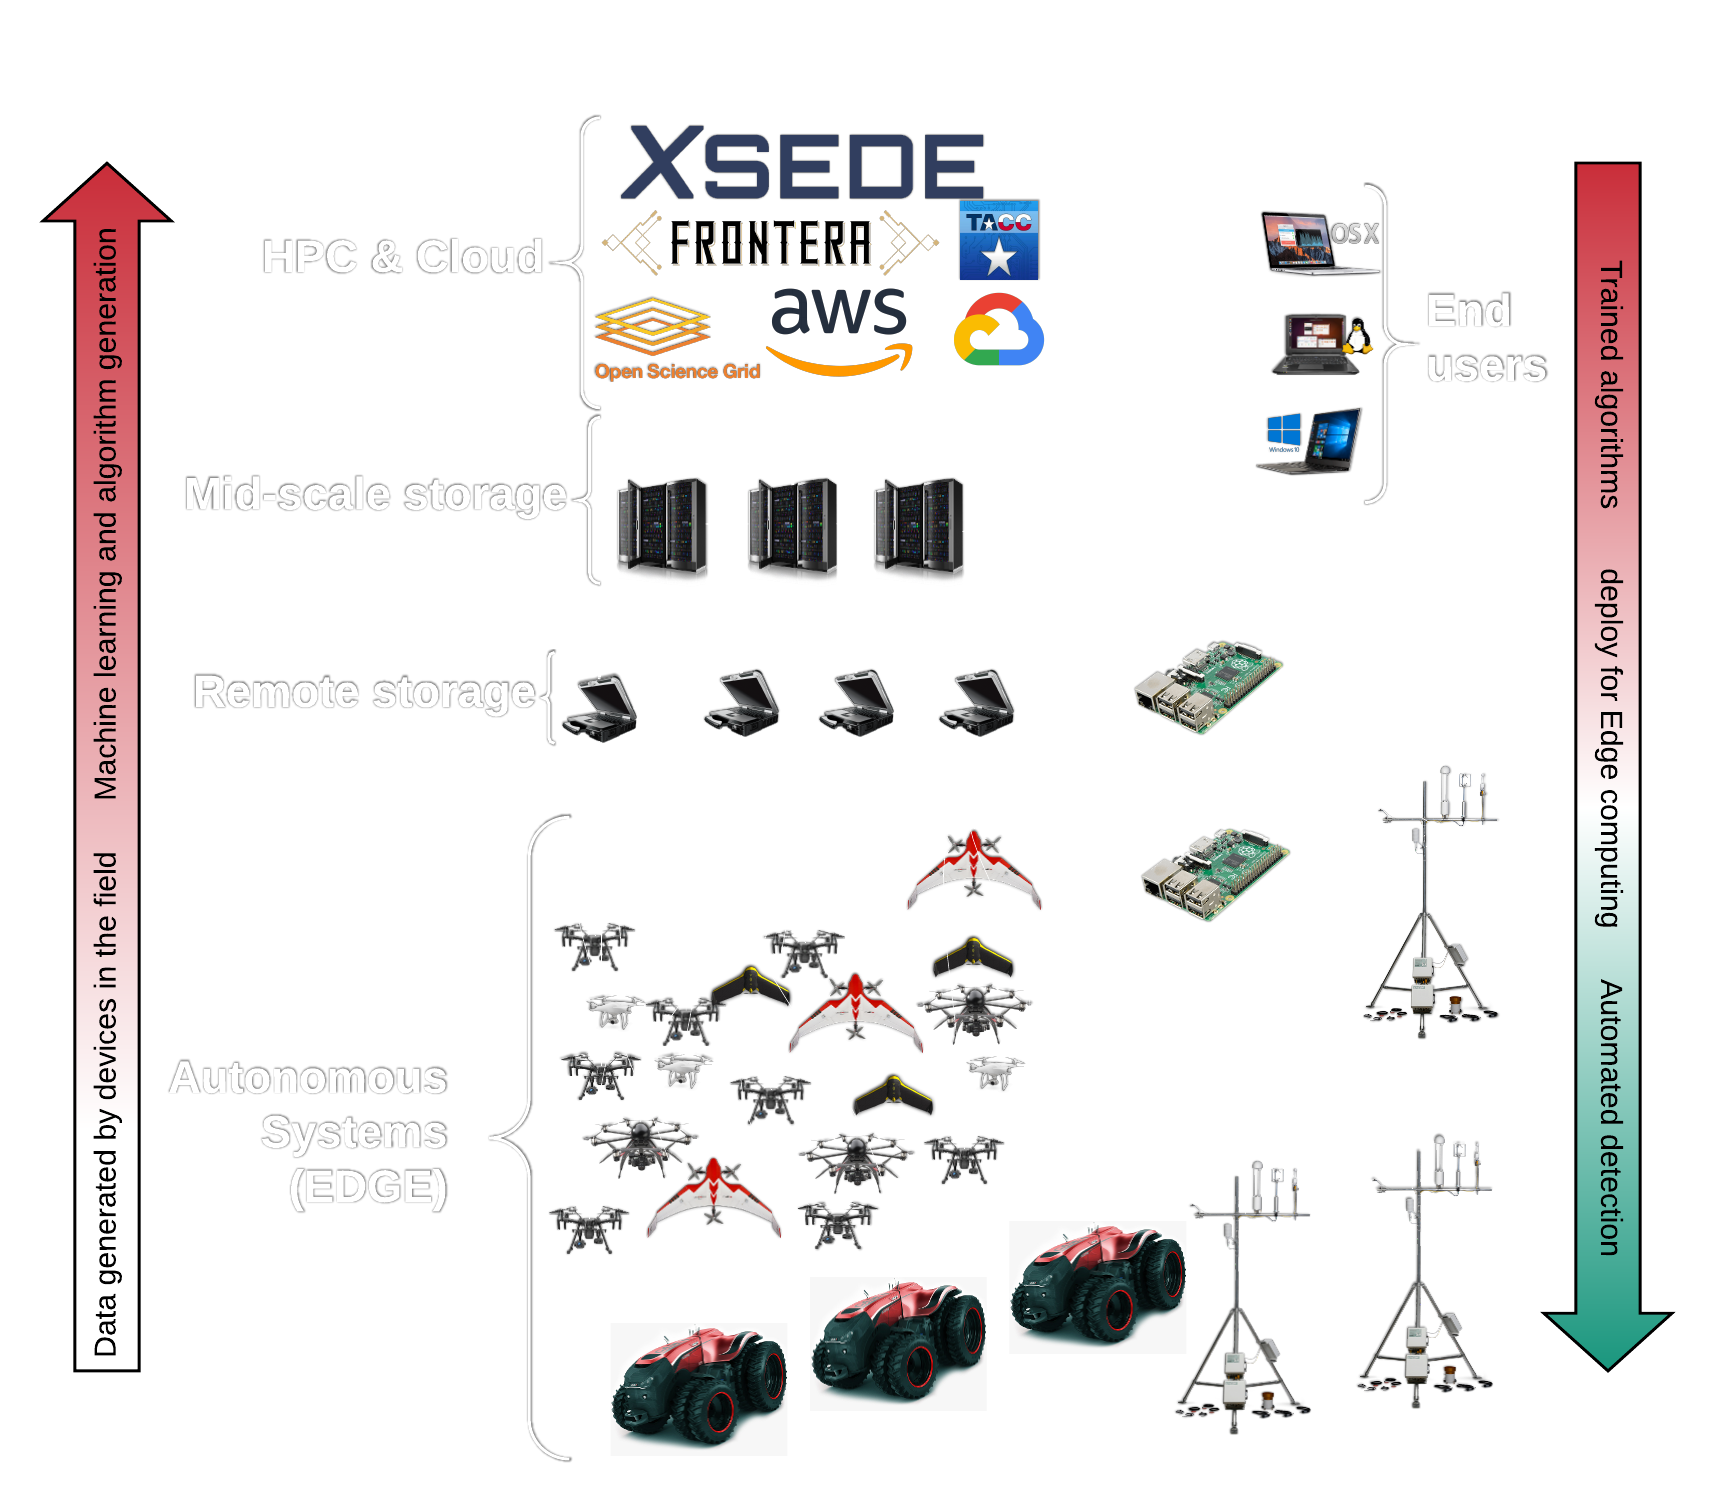 XSEDE
FRONTERA
TACC
HPC & Cloud
aws
Open Science Grid
OSX
Windows 10
End
users
Mid-scale storage
Remote storage
Autonomous
Systems
(EDGE)
Data generated by devices in the field Machine learning and algorithm generation
Trained algorithms deploy for Edge computing Automated detection